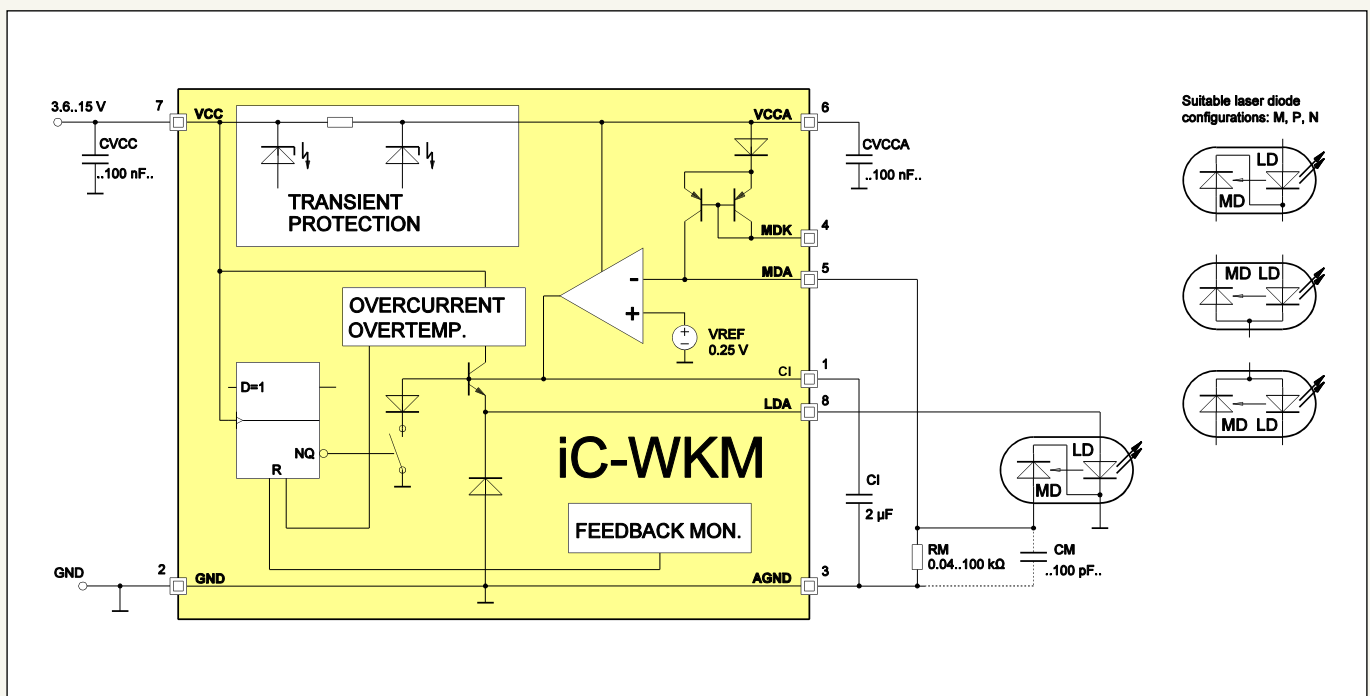 3.6..15 V
7
VCC
CVCC
..100 nF..
TRANSIENT
PROTECTION
VCCA
6
CVCCA
..100 nF..
MDK
4
MDA
5
-
+
VREF
0.25 V
OVERCURRENT
OVERTEMP.
CI
1
LDA
8
D=1
NQ
R
iC-WKM
FEEDBACK MON.
CI
2 µF
LD
MD
RM
0.04..100 kΩ
CM
..100 pF..
GND
2
GND
AGND
3
Suitable laser diode
configurations: M, P, N
LD
MD
MD LD
MD LD